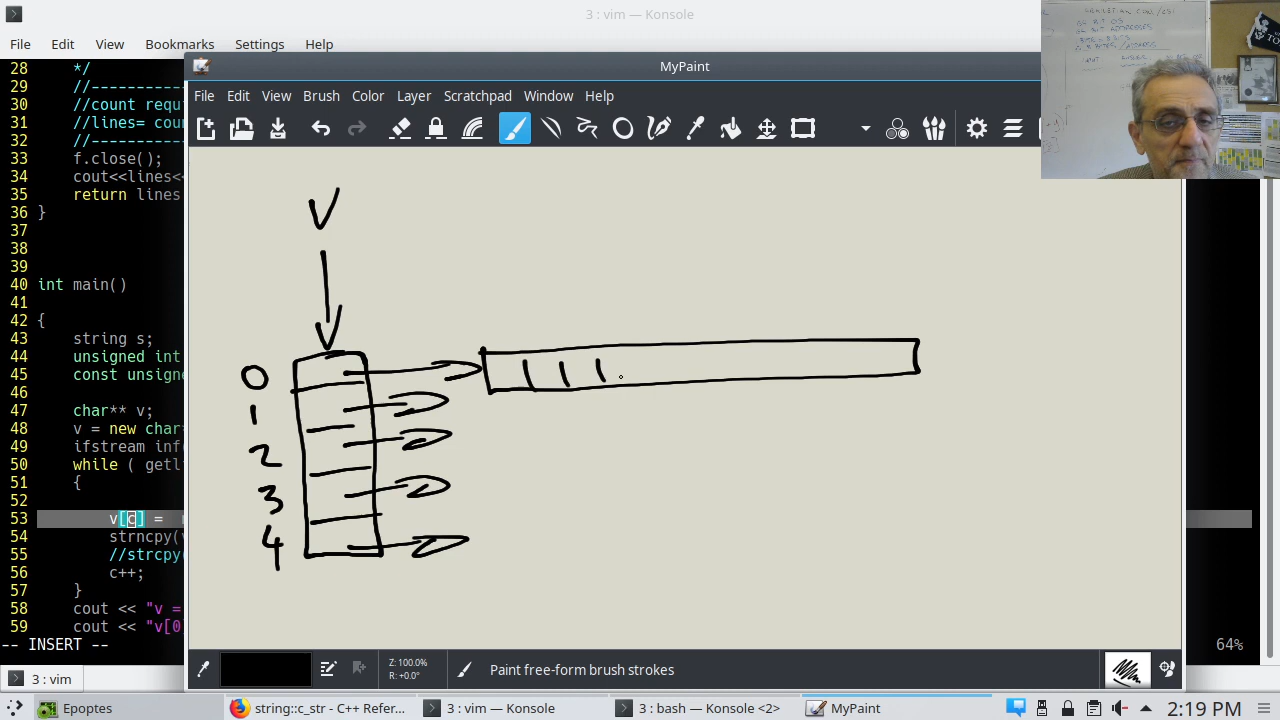 3 : vim — Konsole
File Edit View Bookmarks Settings Help
28 */
29 //-----------
30 //count requ
31 //lines= cou
32 //-----------
33 f.close();
34 cout<<lines<
35 return lines
36 }
37
38
39
40 int main()
41
42 {
43 string s;
44 unsigned int
45 const unsigne
46
47 char** v;
48 v = new char
49 ifstream inf
50 while ( getl
51 {
52
53 v[c] =
54 strncpy(
55 //strcpy
56 c++;
57 }
58 cout << "v =
59 cout << "v[0
-- INSERT --
64%
3 : vim
MyPaint
File Edit View Brush Color Layer Scratchpad Window Help
V
0
1
2
3
4
Z: 100.0%
R: +0.0°
Paint free-form brush strokes
Epoptes
string::c_str - C++ Refer...
3 : vim — Konsole
3 : bash — Konsole <2>
MyPaint
2:19 PM